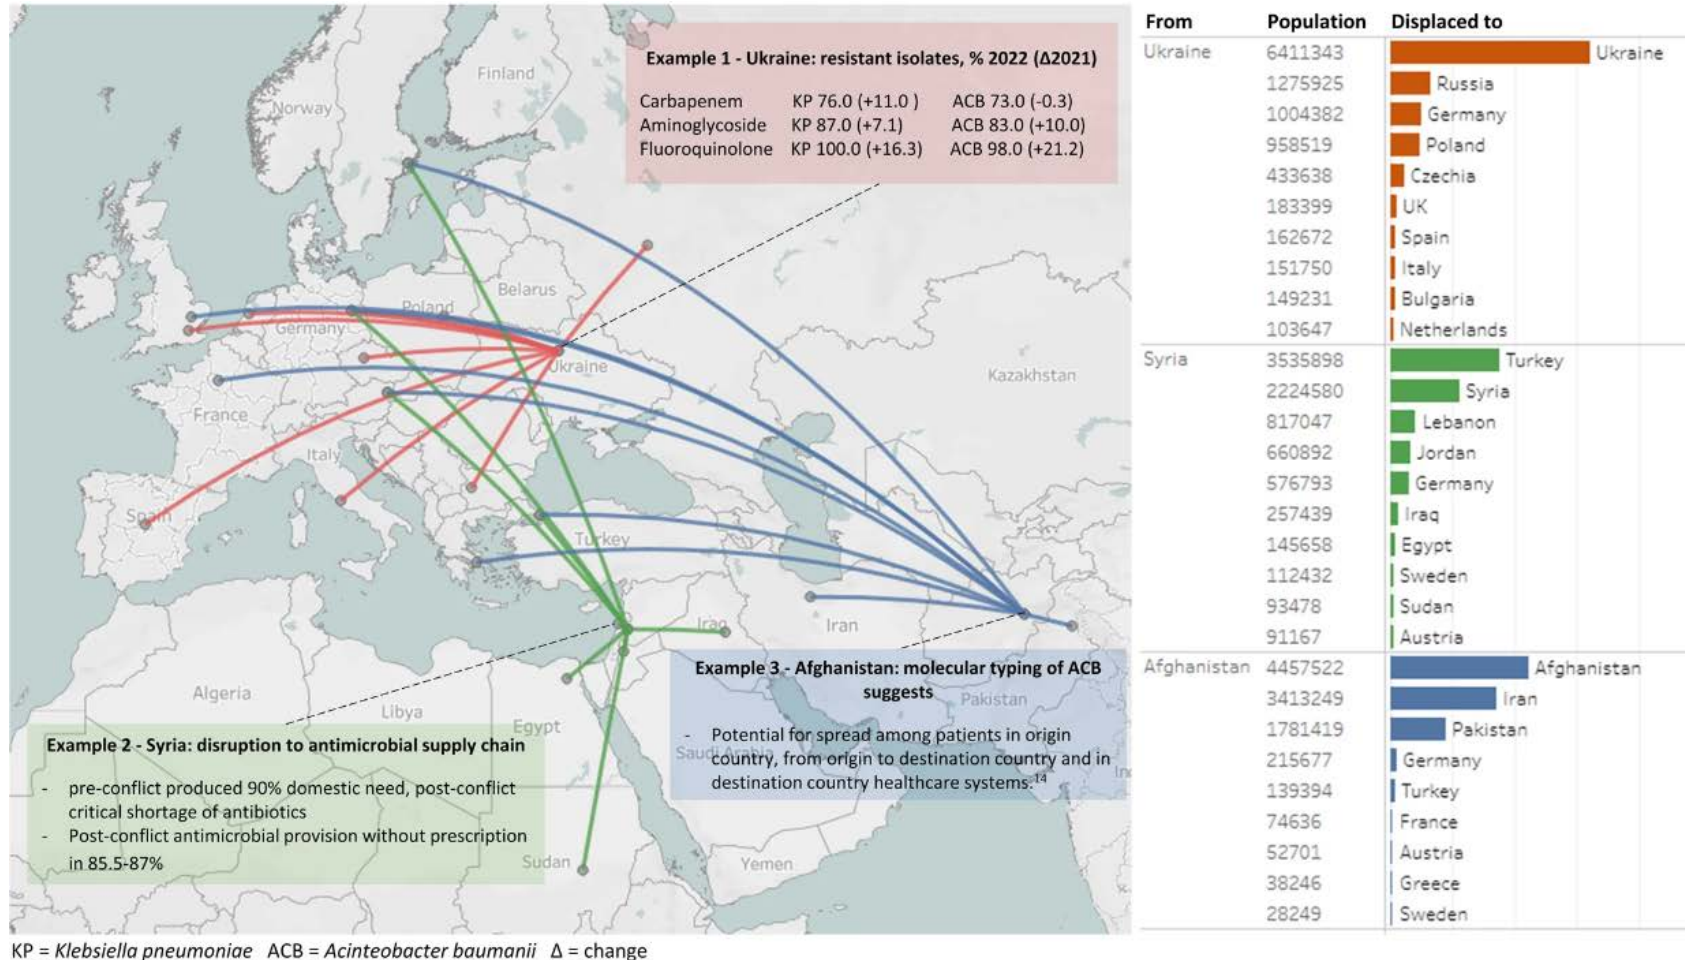 Example 1 - Ukraine: resistant isolates, % 2022 (Δ2021)
Carbapenem KP 76.0 (+11.0 ) ACB 73.0 (-0.3)
Aminoglycoside KP 87.0 (+7.1) ACB 83.0 (+10.0)
Fluoroquinolone KP 100.0 (+16.3) ACB 98.0 (+21.2)
Finland
Norway
Belarus
Poland
Germany
Ukraine
Kazakhstan
France
Italy
Spain
Turkey
Iraq
Iran
Algeria
Libya
Egypt
Pakistan
Saudi Arabia
Sudan
Yemen
In
Example 2 - Syria: disruption to antimicrobial supply chain
- pre-conflict produced 90% domestic need, post-conflict
critical shortage of antibiotics
- Post-conflict antimicrobial provision without prescription
in 85.5-87%
Example 3 - Afghanistan: molecular typing of ACB
suggests
- Potential for spread among patients in origin
country, from origin to destination country and in
destination country healthcare systems.14
From Population Displaced to
Ukraine 6411343 Ukraine
1275925 Russia
1004382 Germany
958519 Poland
433638 Czechia
183399 UK
162672 Spain
151750 Italy
149231 Bulgaria
103647 Netherlands
Syria 3535898 Turkey
2224580 Syria
817047 Lebanon
660892 Jordan
576793 Germany
257439 Iraq
145658 Egypt
112432 Sweden
93478 Sudan
91167 Austria
Afghanistan 4457522 Afghanistan
3413249 Iran
1781419 Pakistan
215677 Germany
139394 Turkey
74636 France
52701 Austria
38246 Greece
28249 Sweden
KP = Klebsiella pneumoniae ACB = Acinteobacter baumanii Δ = change